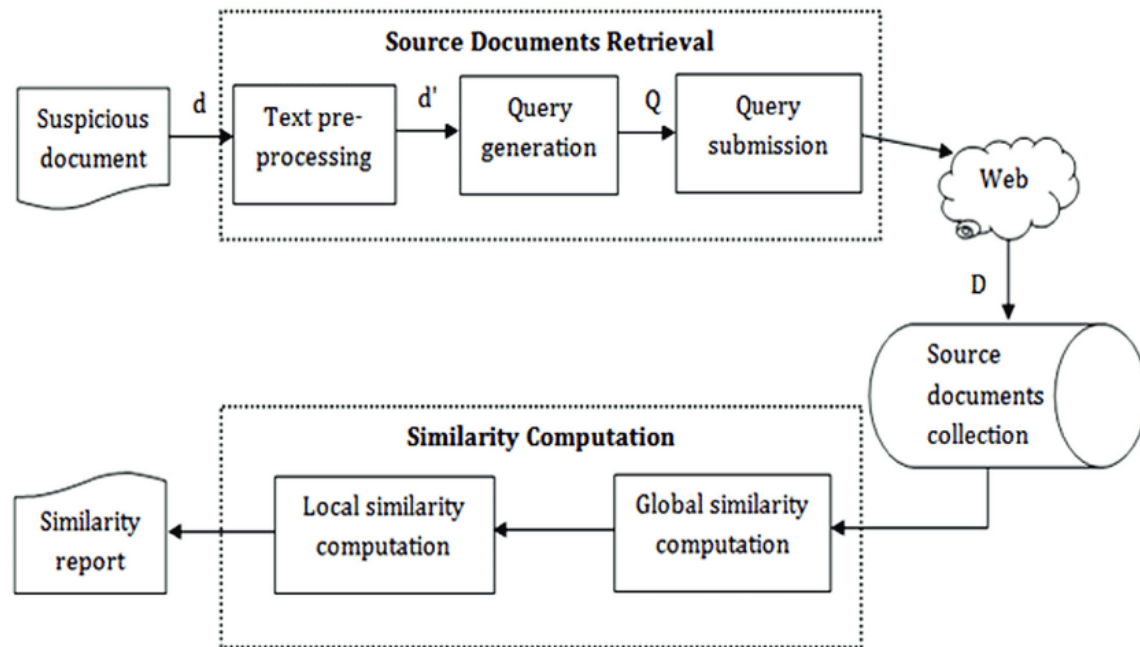 Source Documents Retrieval
Suspicious
document
d
Text pre-
processing
d'
Query
generation
Q
Query
submission
Web
D
Source
documents
collection
Similarity Computation
Global similarity
computation
Local similarity
computation
Similarity
report